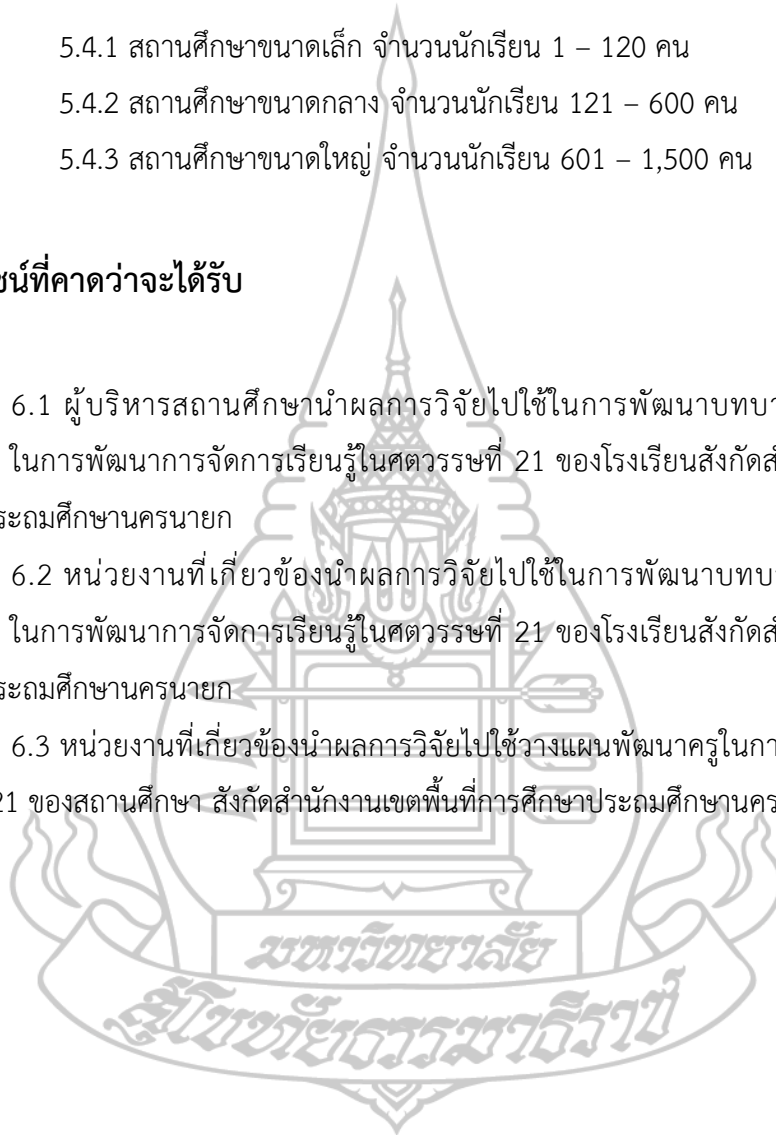 5.4.1 สถานศึกษาขนาดเล็ก จำนวนนักเรียน 1 – 120 คน
5.4.2 สถานศึกษาขนาดกลาง จำนวนนักเรียน 121 – 600 คน
5.4.3 สถานศึกษาขนาดใหญ่ จำนวนนักเรียน 601 – 1,500 คน
ชน์ที่คาดว่าจะได้รับ
6.1 ผู้บริหารสถานศึกษานำผลการวิจัยไปใช้ในการพัฒนาบทบา
ในการพัฒนาการจัดการเรียนรู้ในศตวรรษที่ 21 ของโรงเรียนสังกัดสํ
ระถมศึกษานครนายก
6.2 หน่วยงานที่เกี่ยวข้องนำผลการวิจัยไปใช้ในการพัฒนาบทบา
ในการพัฒนาการจัดการเรียนรู้ในศตวรรษที่ 21 ของโรงเรียนสังกัดสํ
ระถมศึกษานครนายก
6.3 หน่วยงานที่เกี่ยวข้องนำผลการวิจัยไปใช้วางแผนพัฒนาครูในกา
21 ของสถานศึกษา สังกัดสำนักงานเขตพื้นที่การศึกษาประถมศึกษานคร
มหาวิทยาลัย
สุโขทัยธรรมาธิราช